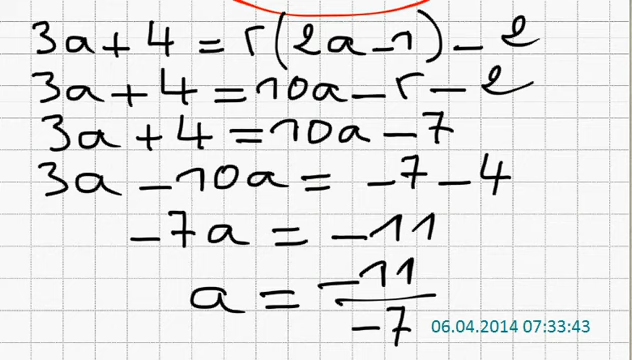 3a + 4 = 5(2a - 1) - 2
3a + 4 = 10a - 5 - 2
3a + 4 = 10a - 7
3a - 10a = -7 - 4
-7a = -11
a = -11/-7
06.04.2014 07:33:43